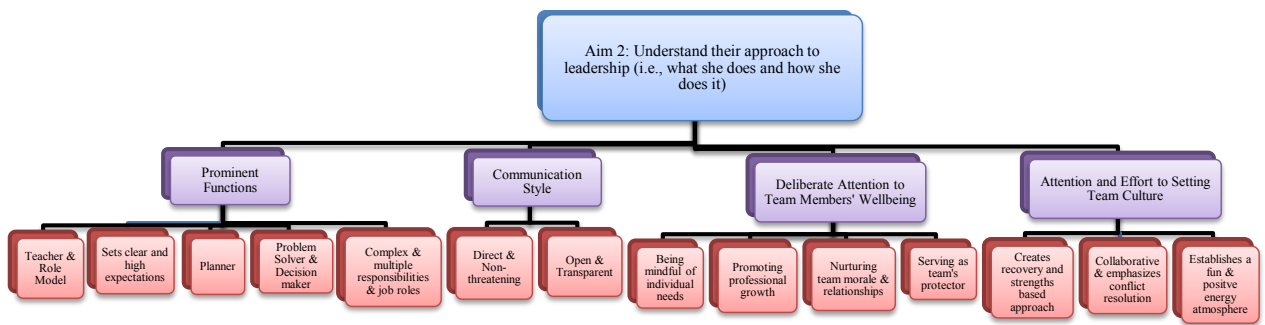 Aim 2: Understand their approach to
leadership (i.e., what she does and how she
does it)
Prominent
Functions
Communication
Style
Deliberate Attention to
Team Members' Wellbeing
Attention and Effort to Setting
Team Culture
Teacher &
Role
Model
Sets clear and
high
expectations
Planner
Problem
Solver &
Decision
maker
Complex &
multiple
responsibilities
& job roles
Direct &
Non-
threatening
Open &
Transparent
Being
mindful of
individual
needs
Promoting
professional
growth
Nurturing
team morale &
relationships
Serving as
team's
protector
Creates
recovery and
strengths
based
approach
Collaborative
& emphasizes
conflict
resolution
Establishes a
fun &
positve
energy
atmosphere